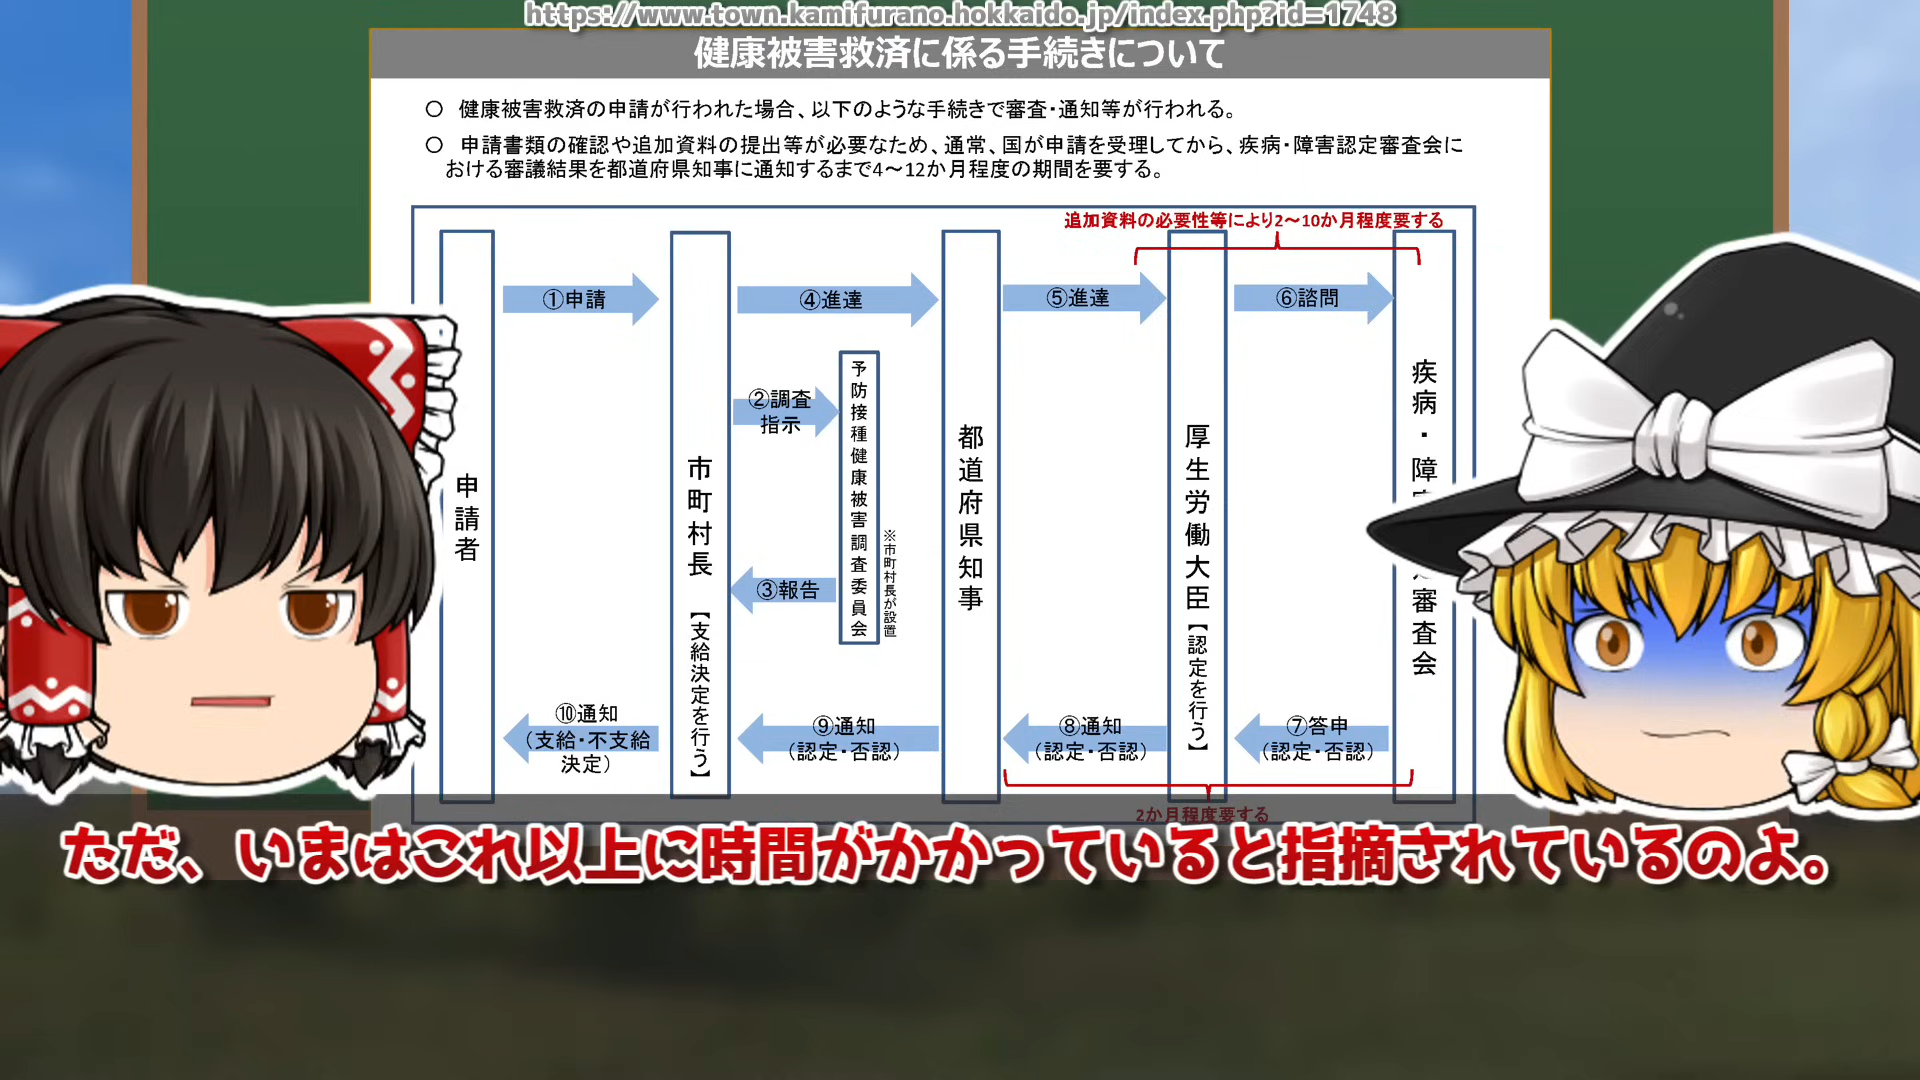 https://www.town.kamifurano.hokkaido.jp/index.php?id=1748
健康被害救済に係る手続きについて
○ 健康被害救済の申請が行われた場合、以下のような手続きで審査・通知等が行われる。
○ 申請書類の確認や追加資料の提出等が必要なため、通常、国が申請を受理してから、疾病・障害認定審査会に
おける審議結果を都道府県知事に通知するまで4～12か月程度の期間を要する。
追加資料の必要性等により2～10か月程度要する
申請者
①申請
市町村長
【支給決定を行う】
④進達
②調査
指示
予防接種健康被害調査委員会
※市町村長が設置
③報告
都道府県知事
⑤進達
厚生労働大臣
【認定を行う】
⑥諮問
疾病・障
審査会
⑩通知
（支給・不支給
決定）
⑨通知
（認定・否認）
⑧通知
（認定・否認）
⑦答申
（認定・否認）
2か月程度要する
ただ、いまはこれ以上に時間がかかっていると指摘されているのよ。